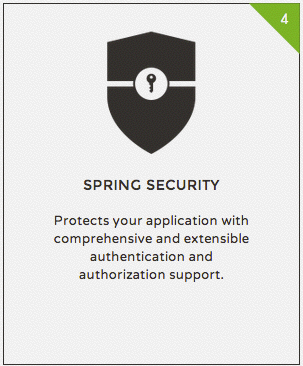 4
SPRING SECURITY
Protects your application with
comprehensive and extensible
authentication and
authorization support.